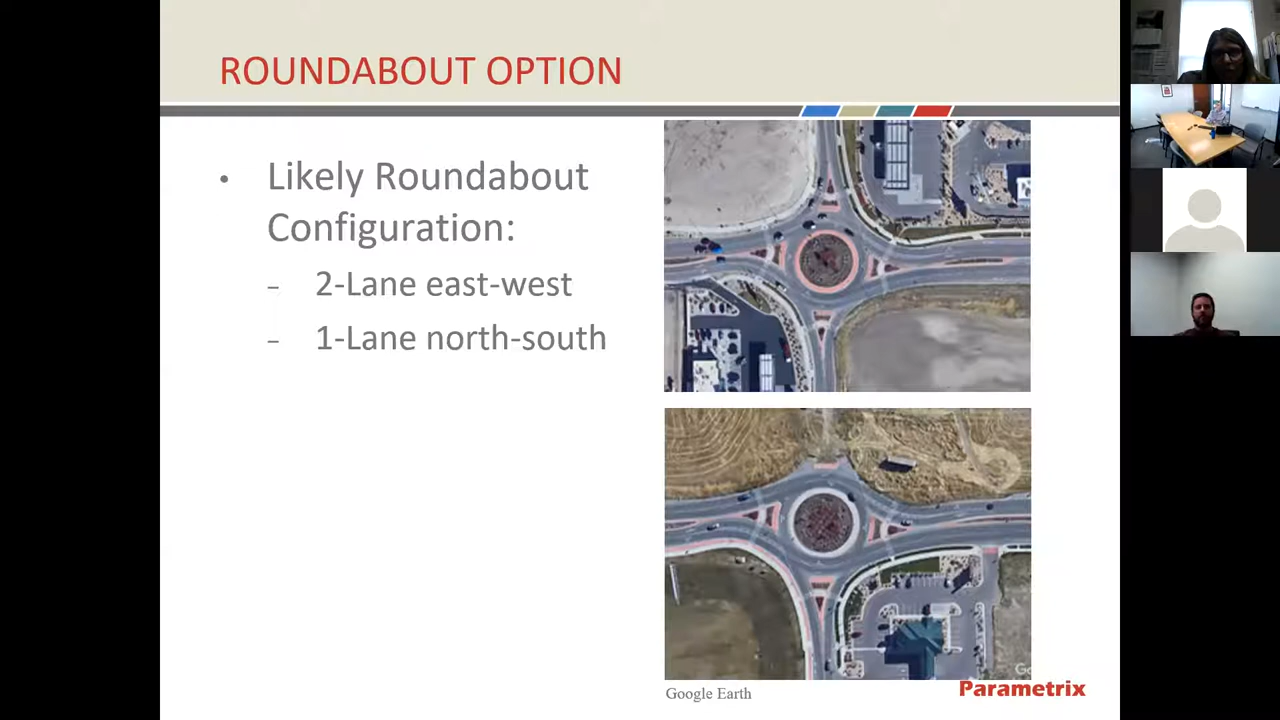 ROUNDABOUT OPTION
• Likely Roundabout
Configuration:
– 2-Lane east-west
– 1-Lane north-south
Google Earth
Parametrix